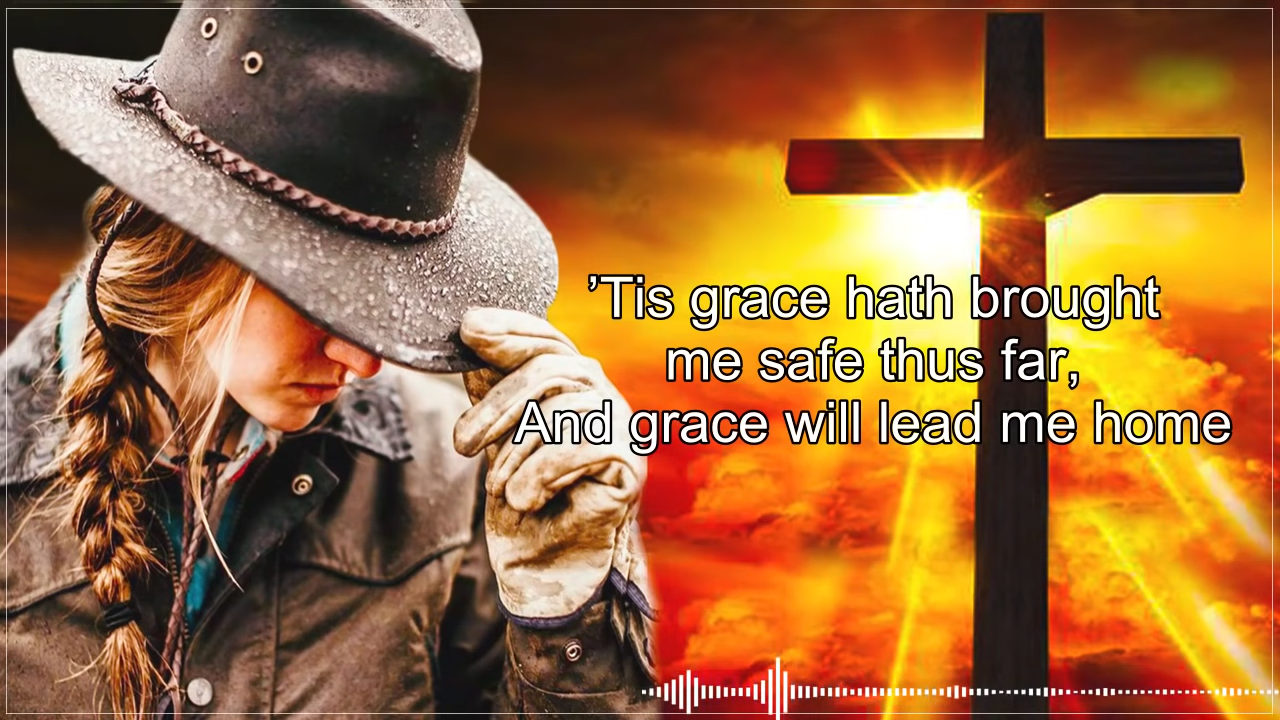 ’Tis grace hath brought
me safe thus far,
And grace will lead me home